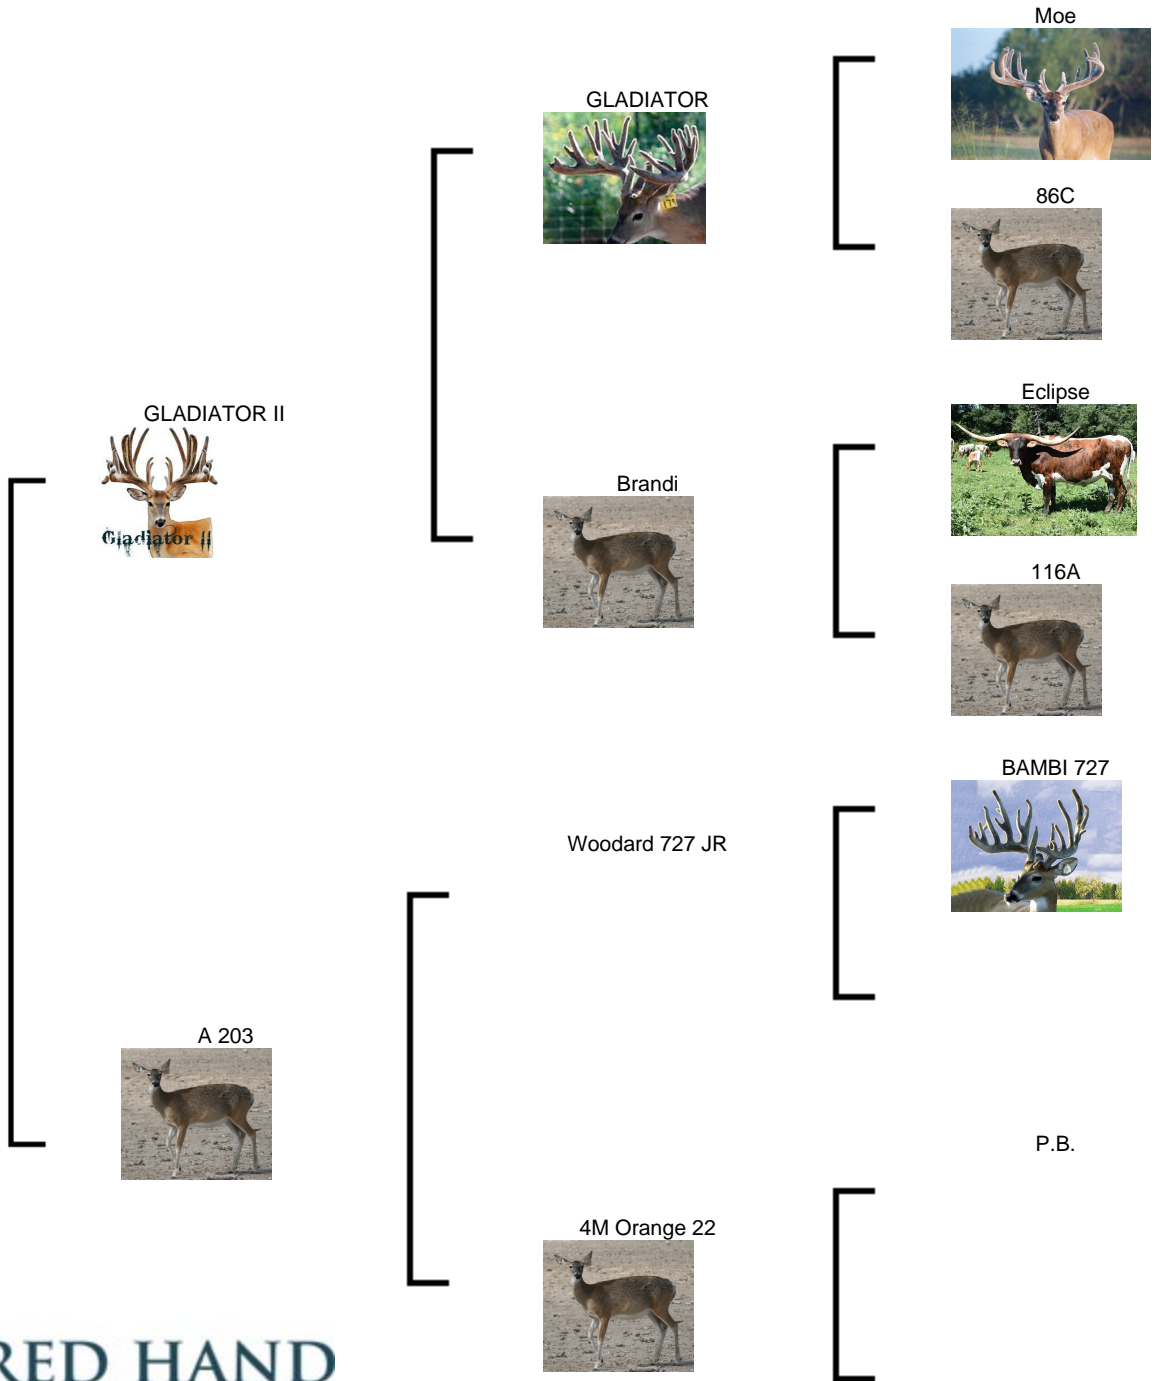 Moe
GLADIATOR
86C
Eclipse
GLADIATOR II
Gladiator II
Brandi
116A
BAMBI 727
Woodard 727 JR
A 203
P.B.
4M Orange 22
RED HAND